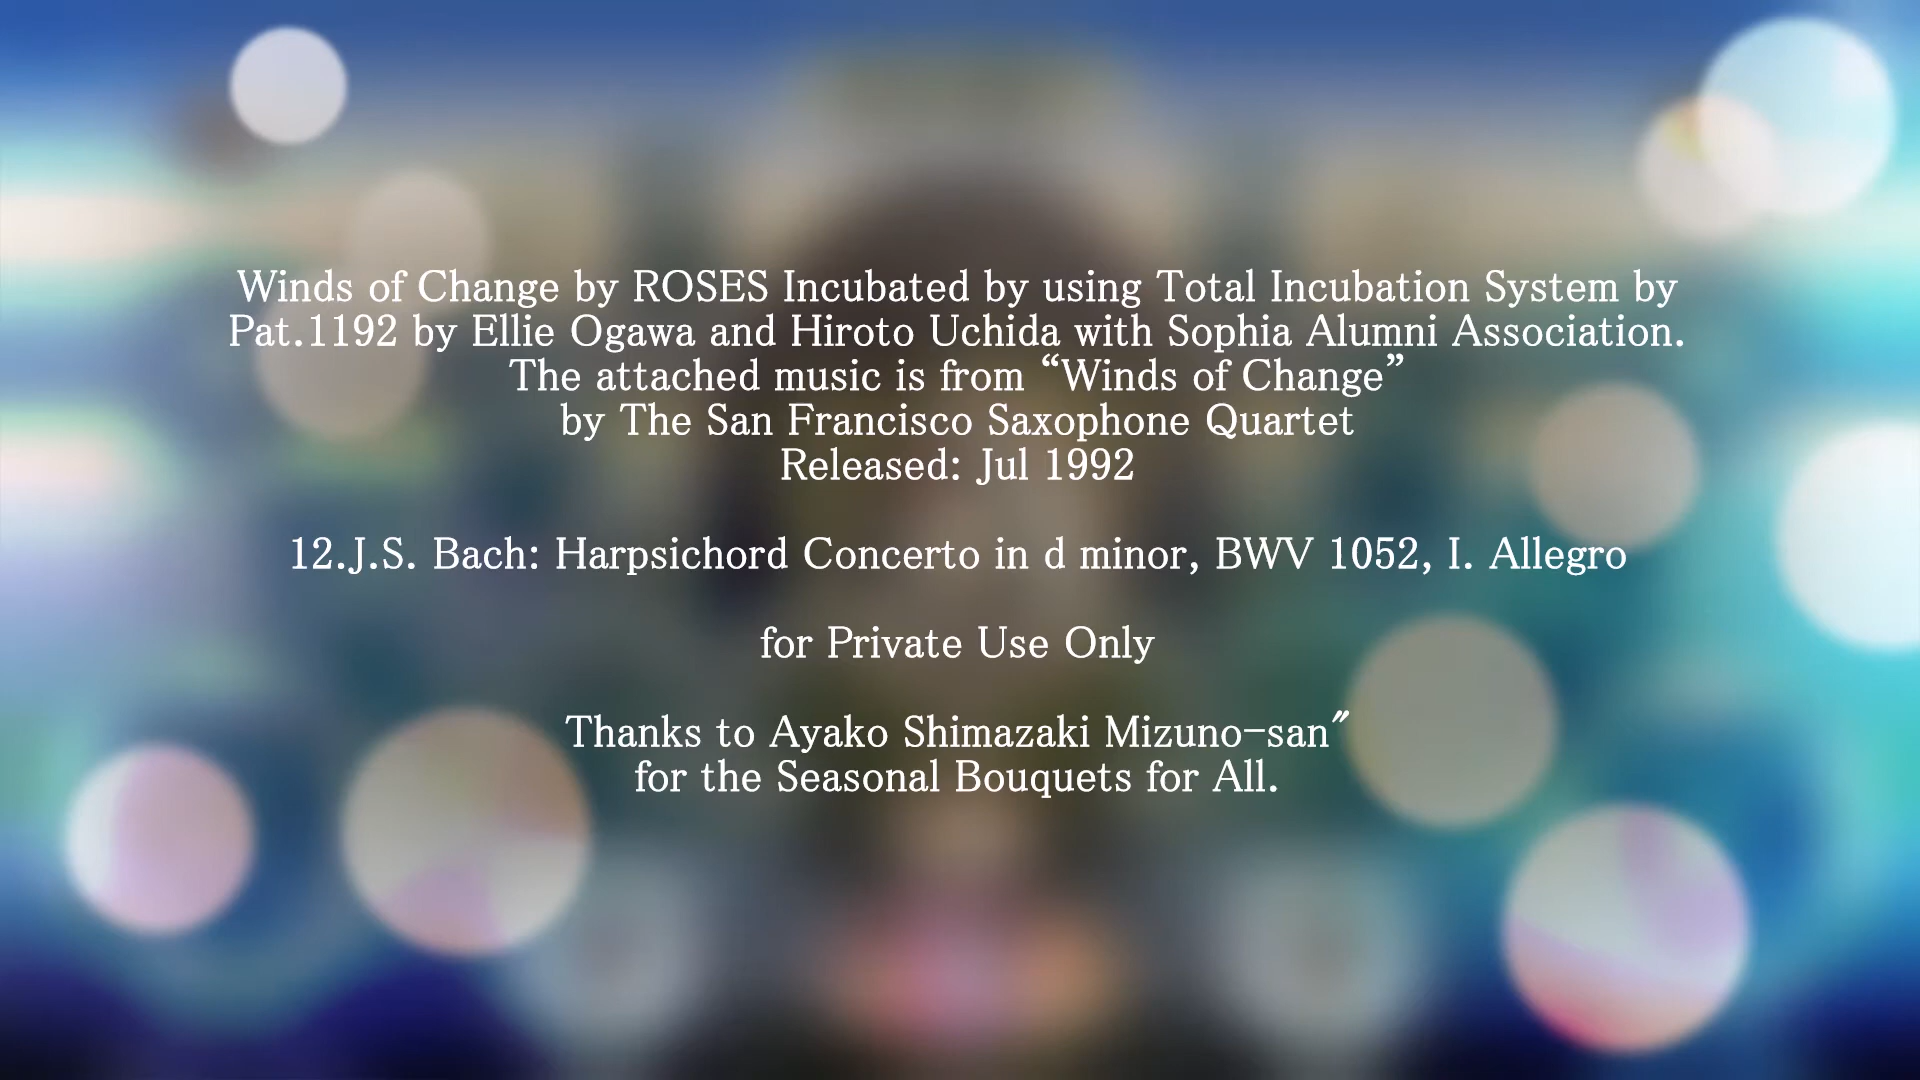 Winds of Change by ROSES Incubated by using Total Incubation System by
Pat.1192 by Ellie Ogawa and Hiroto Uchida with Sophia Alumni Association.
The attached music is from “Winds of Change”
by The San Francisco Saxophone Quartet
Released: Jul 1992
12.J.S. Bach: Harpsichord Concerto in d minor, BWV 1052, I. Allegro
for Private Use Only
Thanks to Ayako Shimazaki Mizuno−san″
for the Seasonal Bouquets for All.